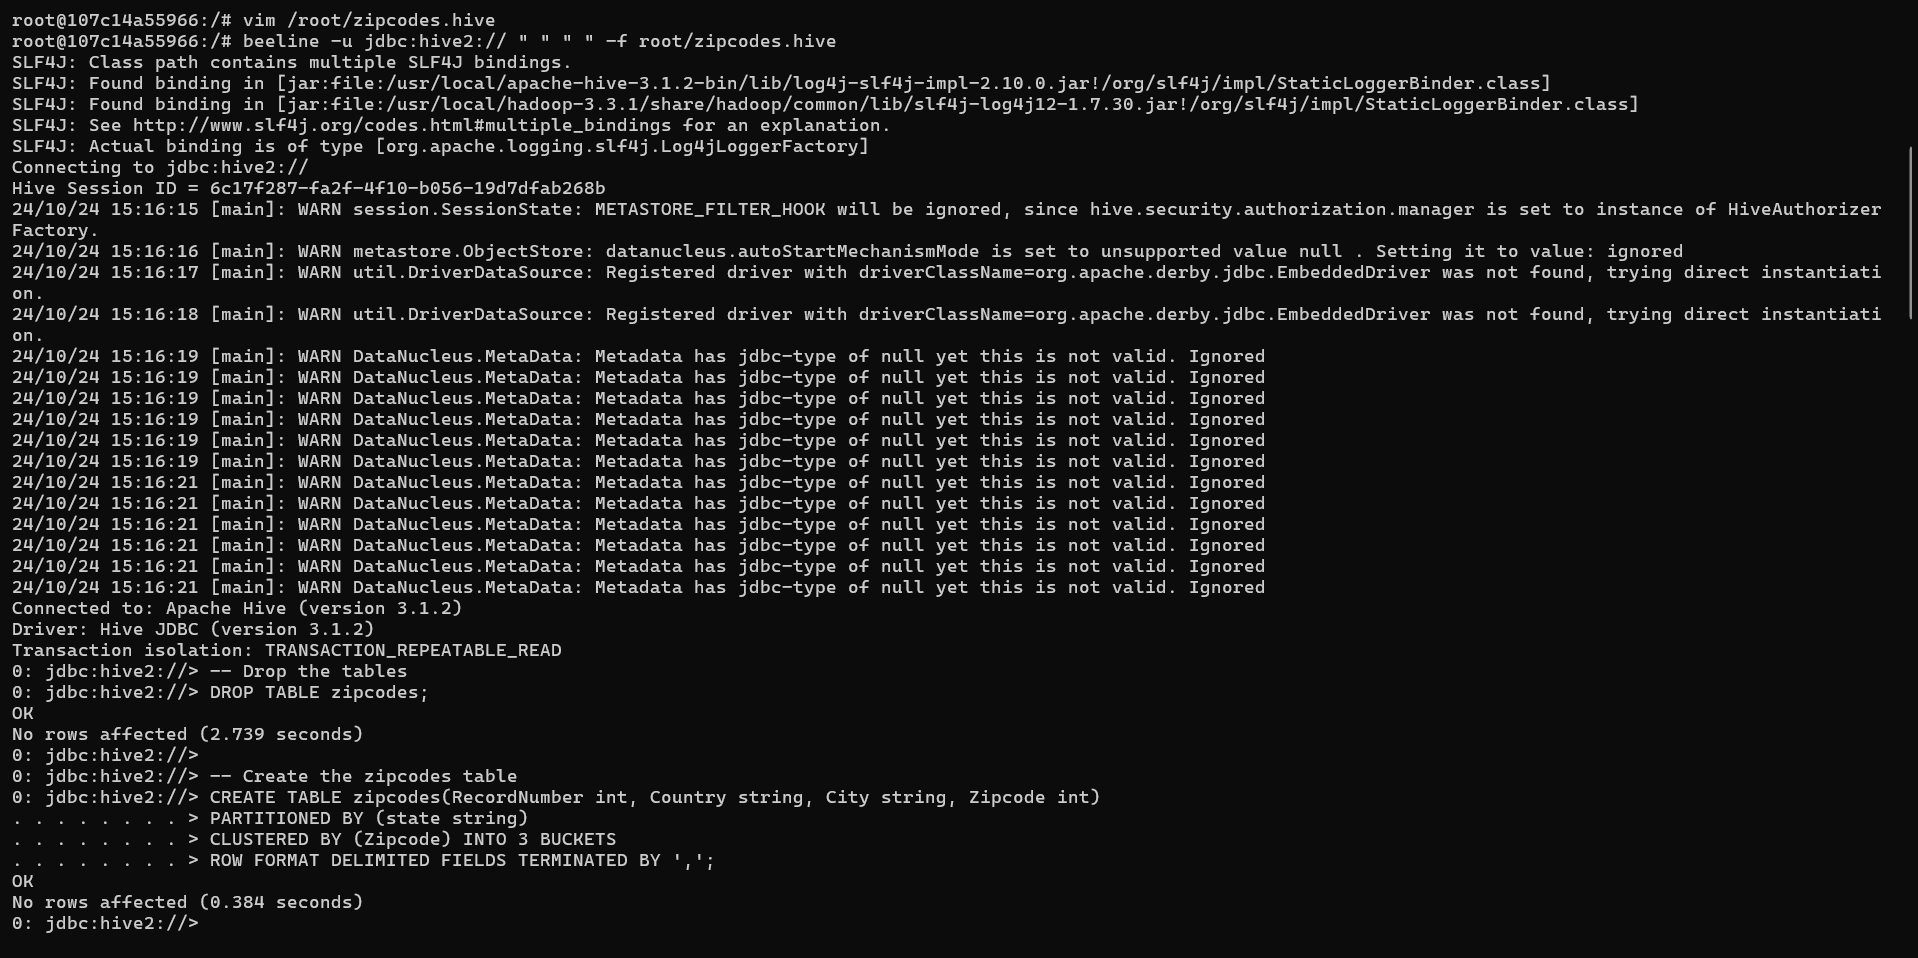 root@107c14a55966:/# vim /root/zipcodes.hive
root@107c14a55966:/# beeline -u jdbc:hive2:// " " " " -f root/zipcodes.hive
SLF4J: Class path contains multiple SLF4J bindings.
SLF4J: Found binding in [jar:file:/usr/local/apache-hive-3.1.2-bin/lib/log4j-slf4j-impl-2.10.0.jar!/org/slf4j/impl/StaticLoggerBinder.class]
SLF4J: Found binding in [jar:file:/usr/local/hadoop-3.3.1/share/hadoop/common/lib/slf4j-log4j12-1.7.30.jar!/org/slf4j/impl/StaticLoggerBinder.class]
SLF4J: See http://www.slf4j.org/codes.html#multiple_bindings for an explanation.
SLF4J: Actual binding is of type [org.apache.logging.slf4j.Log4jLoggerFactory]
Connecting to jdbc:hive2://
Hive Session ID = 6c17f287-fa2f-4f10-b056-19d7dfab268b
24/10/24 15:16:15 [main]: WARN session.SessionState: METASTORE_FILTER_HOOK will be ignored, since hive.security.authorization.manager is set to instance of HiveAuthorizer
Factory.
24/10/24 15:16:16 [main]: WARN metastore.ObjectStore: datanucleus.autoStartMechanismMode is set to unsupported value null . Setting it to value: ignored
24/10/24 15:16:17 [main]: WARN util.DriverDataSource: Registered driver with driverClassName=org.apache.derby.jdbc.EmbeddedDriver was not found, trying direct instantiati
on.
24/10/24 15:16:18 [main]: WARN util.DriverDataSource: Registered driver with driverClassName=org.apache.derby.jdbc.EmbeddedDriver was not found, trying direct instantiati
on.
24/10/24 15:16:19 [main]: WARN DataNucleus.MetaData: Metadata has jdbc-type of null yet this is not valid. Ignored
24/10/24 15:16:19 [main]: WARN DataNucleus.MetaData: Metadata has jdbc-type of null yet this is not valid. Ignored
24/10/24 15:16:19 [main]: WARN DataNucleus.MetaData: Metadata has jdbc-type of null yet this is not valid. Ignored
24/10/24 15:16:19 [main]: WARN DataNucleus.MetaData: Metadata has jdbc-type of null yet this is not valid. Ignored
24/10/24 15:16:19 [main]: WARN DataNucleus.MetaData: Metadata has jdbc-type of null yet this is not valid. Ignored
24/10/24 15:16:19 [main]: WARN DataNucleus.MetaData: Metadata has jdbc-type of null yet this is not valid. Ignored
24/10/24 15:16:21 [main]: WARN DataNucleus.MetaData: Metadata has jdbc-type of null yet this is not valid. Ignored
24/10/24 15:16:21 [main]: WARN DataNucleus.MetaData: Metadata has jdbc-type of null yet this is not valid. Ignored
24/10/24 15:16:21 [main]: WARN DataNucleus.MetaData: Metadata has jdbc-type of null yet this is not valid. Ignored
24/10/24 15:16:21 [main]: WARN DataNucleus.MetaData: Metadata has jdbc-type of null yet this is not valid. Ignored
24/10/24 15:16:21 [main]: WARN DataNucleus.MetaData: Metadata has jdbc-type of null yet this is not valid. Ignored
24/10/24 15:16:21 [main]: WARN DataNucleus.MetaData: Metadata has jdbc-type of null yet this is not valid. Ignored
Connected to: Apache Hive (version 3.1.2)
Driver: Hive JDBC (version 3.1.2)
Transaction isolation: TRANSACTION_REPEATABLE_READ
0: jdbc:hive2://> -- Drop the tables
0: jdbc:hive2://> DROP TABLE zipcodes;
OK
No rows affected (2.739 seconds)
0: jdbc:hive2://>
0: jdbc:hive2://> -- Create the zipcodes table
0: jdbc:hive2://> CREATE TABLE zipcodes(RecordNumber int, Country string, City string, Zipcode int)
. . . . . . . . > PARTITIONED BY (state string)
. . . . . . . . > CLUSTERED BY (Zipcode) INTO 3 BUCKETS
. . . . . . . . > ROW FORMAT DELIMITED FIELDS TERMINATED BY ',';
OK
No rows affected (0.384 seconds)
0: jdbc:hive2://>